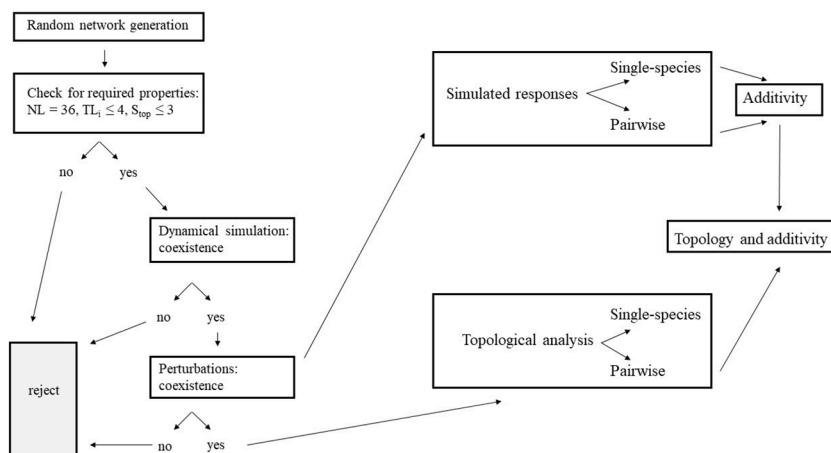 Random network generation
Check for required properties:
NL = 36, TLi ≤ 4, Stop ≤ 3
no
yes
Dynamical simulation:
coexistence
no
yes
Perturbations:
coexistence
no
yes
reject
Simulated responses
Single-species
Pairwise
Additivity
Topology and additivity
Topological analysis
Single-species
Pairwise